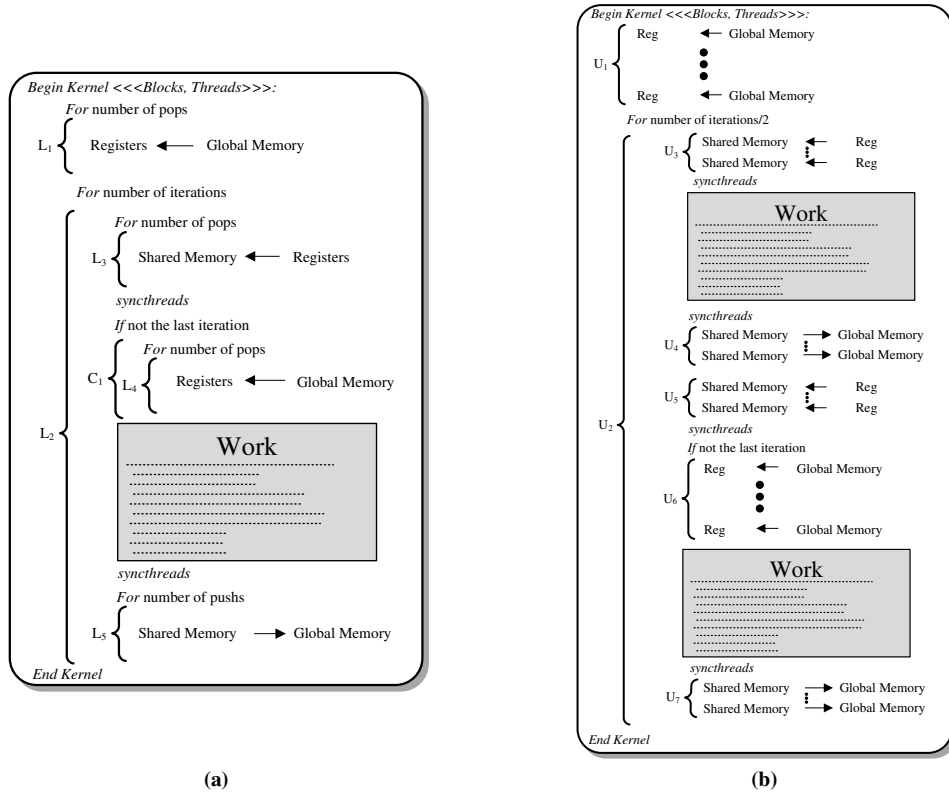 Begin Kernel <<<Blocks, Threads>>>:
For number of pops
L1
Registers
Global Memory
For number of iterations
For number of pops
L3
Shared Memory
Registers
syncthreads
If not the last iteration
For number of pops
C1
L4
Registers
Global Memory
L2
Work
syncthreads
For number of pushs
L5
Shared Memory
Global Memory
End Kernel
(a)
Begin Kernel <<<Blocks, Threads>>>:
Reg
Global Memory
U1
Reg
Global Memory
For number of iterations/2
U3
Shared Memory
Reg
Shared Memory
Reg
syncthreads
Work
syncthreads
U4
Shared Memory
Global Memory
Shared Memory
Global Memory
U5
Shared Memory
Reg
Shared Memory
Reg
U2
syncthreads
If not the last iteration
Reg
Global Memory
U6
Reg
Global Memory
Work
syncthreads
U7
Shared Memory
Global Memory
Shared Memory
Global Memory
End Kernel
(b)